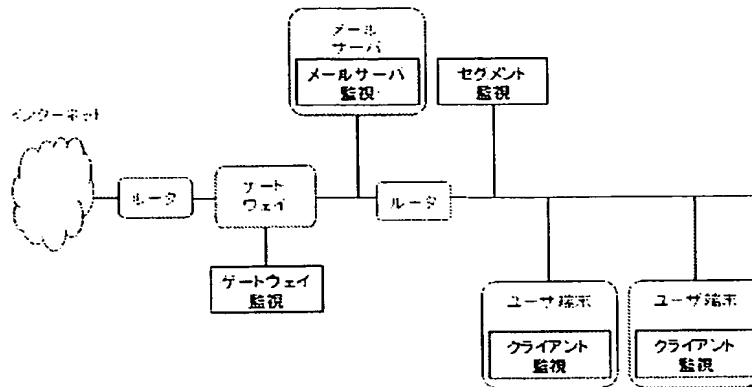 メール
サーバ
メールサーバ
監視
セグメント
監視
インターネット
ルータ
ゲート
ウェイ
ルータ
ゲートウェイ
監視
ユーザ端末
クライアント
監視
ユーザ端末
クライアント
監視